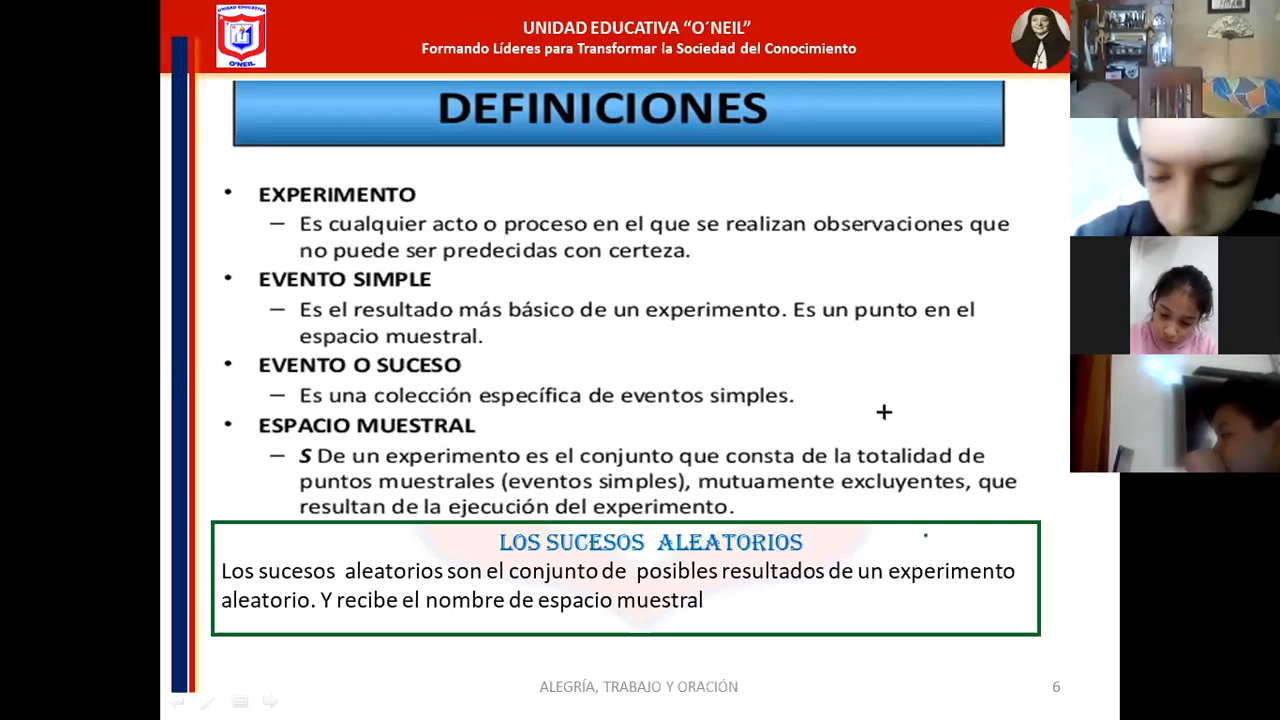 UNIDAD EDUCATIVA
O'NEIL
UNIDAD EDUCATIVA “O´NEIL”
Formando Líderes para Transformar la Sociedad del Conocimiento
DEFINICIONES
• EXPERIMENTO
– Es cualquier acto o proceso en el que se realizan observaciones que
no puede ser predecidas con certeza.
• EVENTO SIMPLE
– Es el resultado más básico de un experimento. Es un punto en el
espacio muestral.
• EVENTO O SUCESO
– Es una colección específica de eventos simples.
• ESPACIO MUESTRAL
– S De un experimento es el conjunto que consta de la totalidad de
puntos muestrales (eventos simples), mutuamente excluyentes, que
resultan de la ejecución del experimento.
LOS SUCESOS ALEATORIOS
Los sucesos aleatorios son el conjunto de posibles resultados de un experimento
aleatorio. Y recibe el nombre de espacio muestral
ALEGRÍA, TRABAJO Y ORACIÓN
6